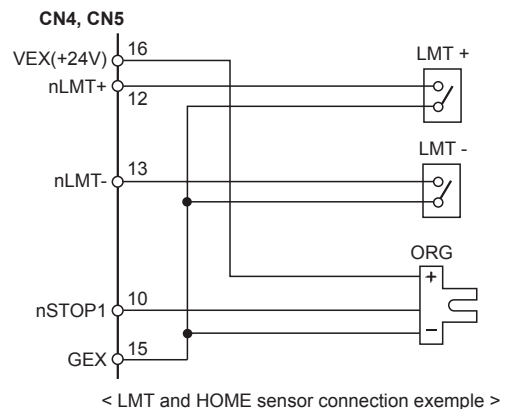 CN4, CN5
VEX(+24V) 16
nLMT+ 12
LMT +
nLMT- 13
LMT -
ORG
+
nSTOP1 10
−
GEX 15
< LMT and HOME sensor connection exemple >